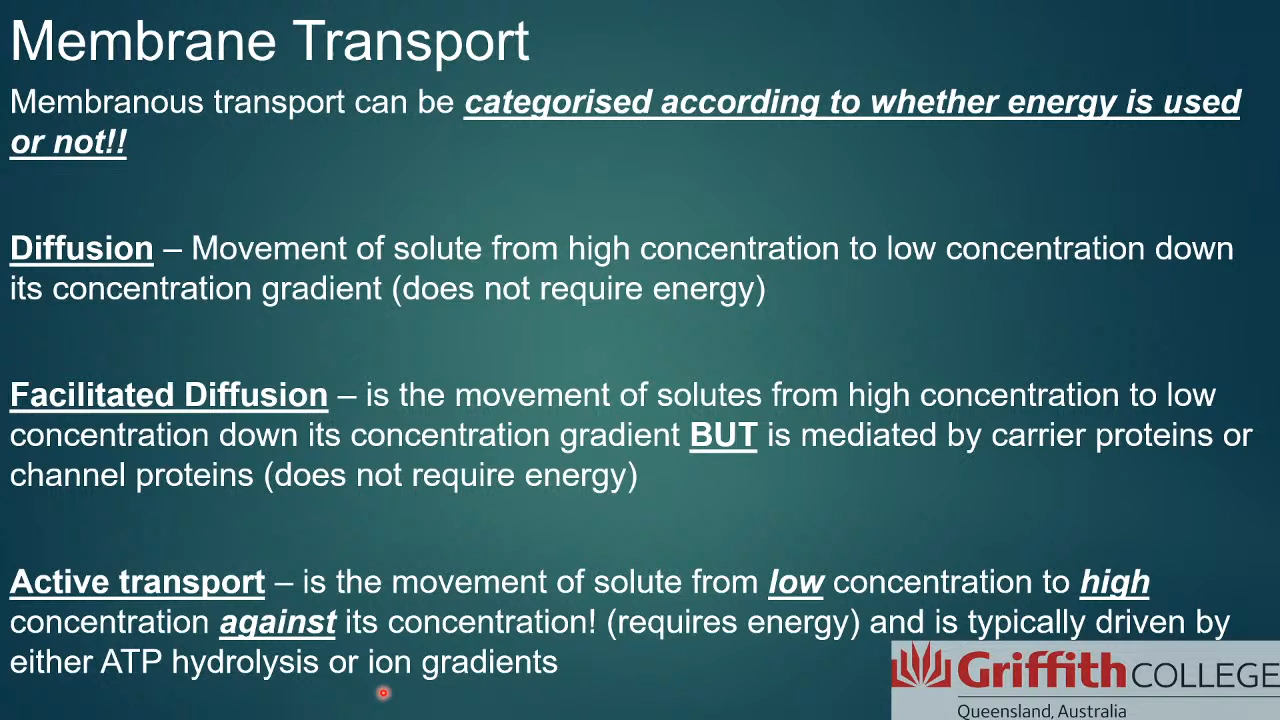 Membrane Transport
Membranous transport can be categorised according to whether energy is used
or not!!
Diffusion – Movement of solute from high concentration to low concentration down
its concentration gradient (does not require energy)
Facilitated Diffusion – is the movement of solutes from high concentration to low
concentration down its concentration gradient BUT is mediated by carrier proteins or
channel proteins (does not require energy)
Active transport – is the movement of solute from low concentration to high
concentration against its concentration! (requires energy) and is typically driven by
either ATP hydrolysis or ion gradients
Griffith COLLEGE
Queensland, Australia